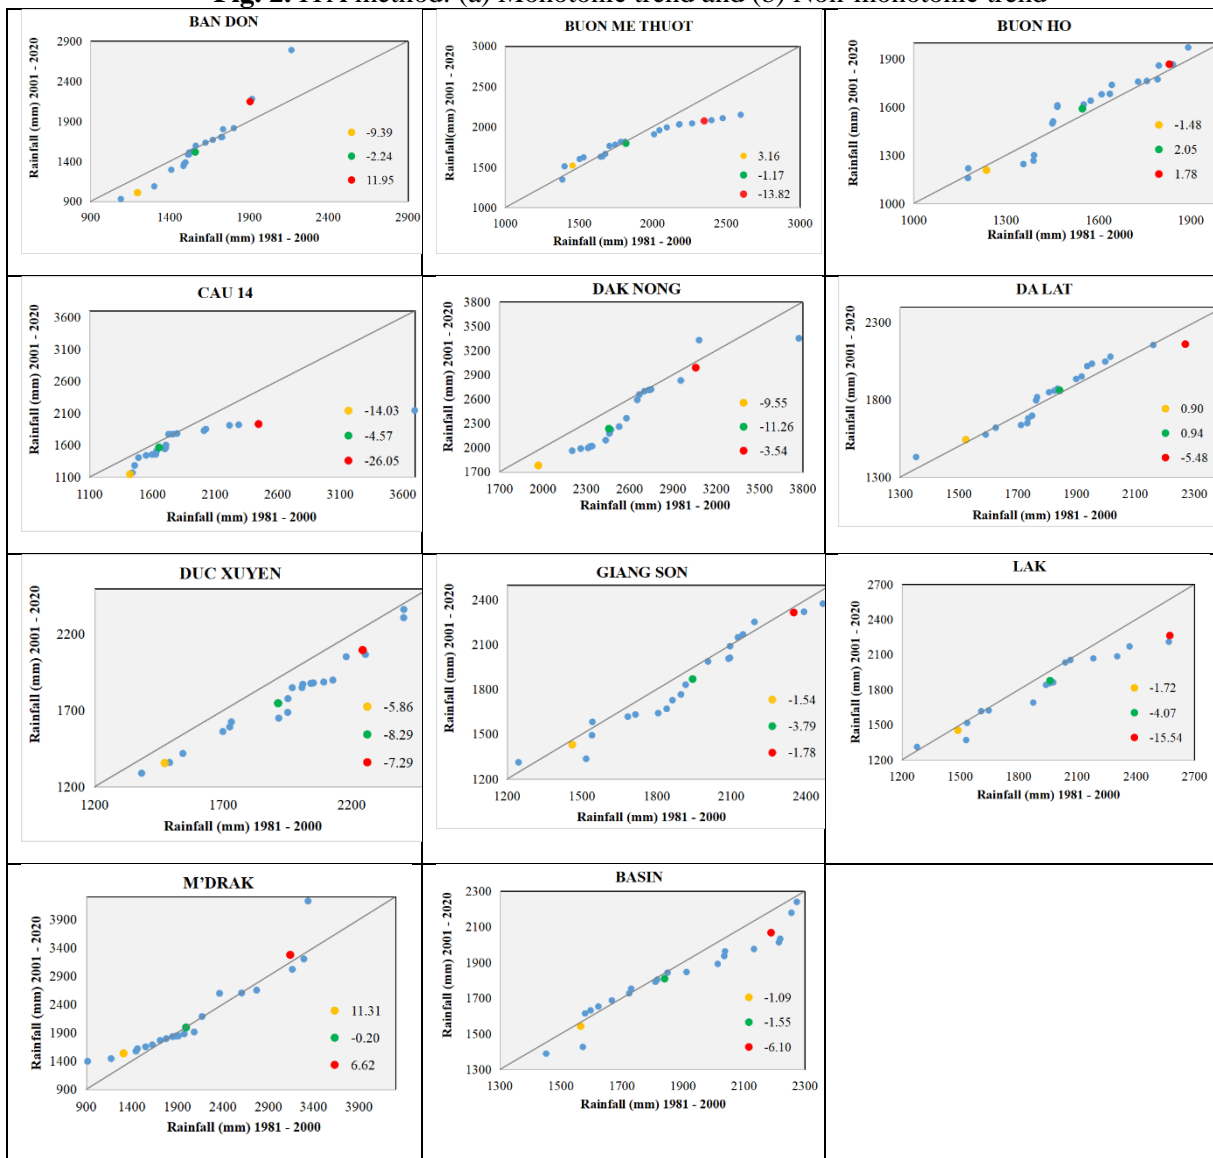 Fig. 2. ITA method: (a) Monotonic trend and (b) Non-monotonic trend
BAN DON
Rainfall (mm) 2001 - 2020
2900
2400
1900
1400
900
-9.39
-2.24
11.95
900 1400 1900 2400 2900
Rainfall (mm) 1981 - 2000
BUON ME THUOT
Rainfall(mm) 2001 - 2020
3000
2500
2000
1500
1000
3.16
-1.17
-13.82
1000 1500 2000 2500 3000
Rainfall (mm) 1981 - 2000
BUON HO
Rainfall (mm) 2001 - 2020
1900
1600
1300
1000
-1.48
2.05
1.78
1000 1300 1600 1900
Rainfall (mm) 1981 - 2000
CAU 14
Rainfall (mm) 2001 - 2020
3600
3100
2600
2100
1600
1100
-14.03
-4.57
-26.05
1100 1600 2100 2600 3100 3600
Rainfall (mm) 1981 - 2000
DAK NONG
Rainfall (mm) 2001 - 2020
3800
3500
3200
2900
2600
2300
2000
1700
-9.55
-11.26
-3.54
1700 2000 2300 2600 2900 3200 3500 3800
Rainfall (mm) 1981 - 2000
DA LAT
Rainfall (mm) 2001 - 2020
2300
1800
1300
0.90
0.94
-5.48
1300 1500 1700 1900 2100 2300
Rainfall (mm) 1981 - 2000
DUC XUYEN
Rainfall (mm) 2001 - 2020
2200
1700
1200
-5.86
-8.29
-7.29
1200 1700 2200
Rainfall (mm) 1981 - 2000
GIANG SON
Rainfall (mm) 2001 - 2020
2400
2100
1800
1500
1200
-1.54
-3.79
-1.78
1200 1500 1800 2100 2400
Rainfall (mm) 1981 - 2000
LAK
Rainfall (mm) 2001 - 2020
2700
2400
2100
1800
1500
1200
-1.72
-4.07
-15.54
1200 1500 1800 2100 2400 2700
Rainfall (mm) 1981 - 2000
M’DRAK
Rainfall (mm) 2001 - 2020
3900
3400
2900
2400
1900
1400
900
11.31
-0.20
6.62
900 1400 1900 2400 2900 3400 3900
Rainfall (mm) 1981 - 2000
BASIN
Rainfall (mm) 2001 - 2020
2300
2100
1900
1700
1500
1300
-1.09
-1.55
-6.10
1300 1500 1700 1900 2100 2300
Rainfall (mm) 1981 - 2000